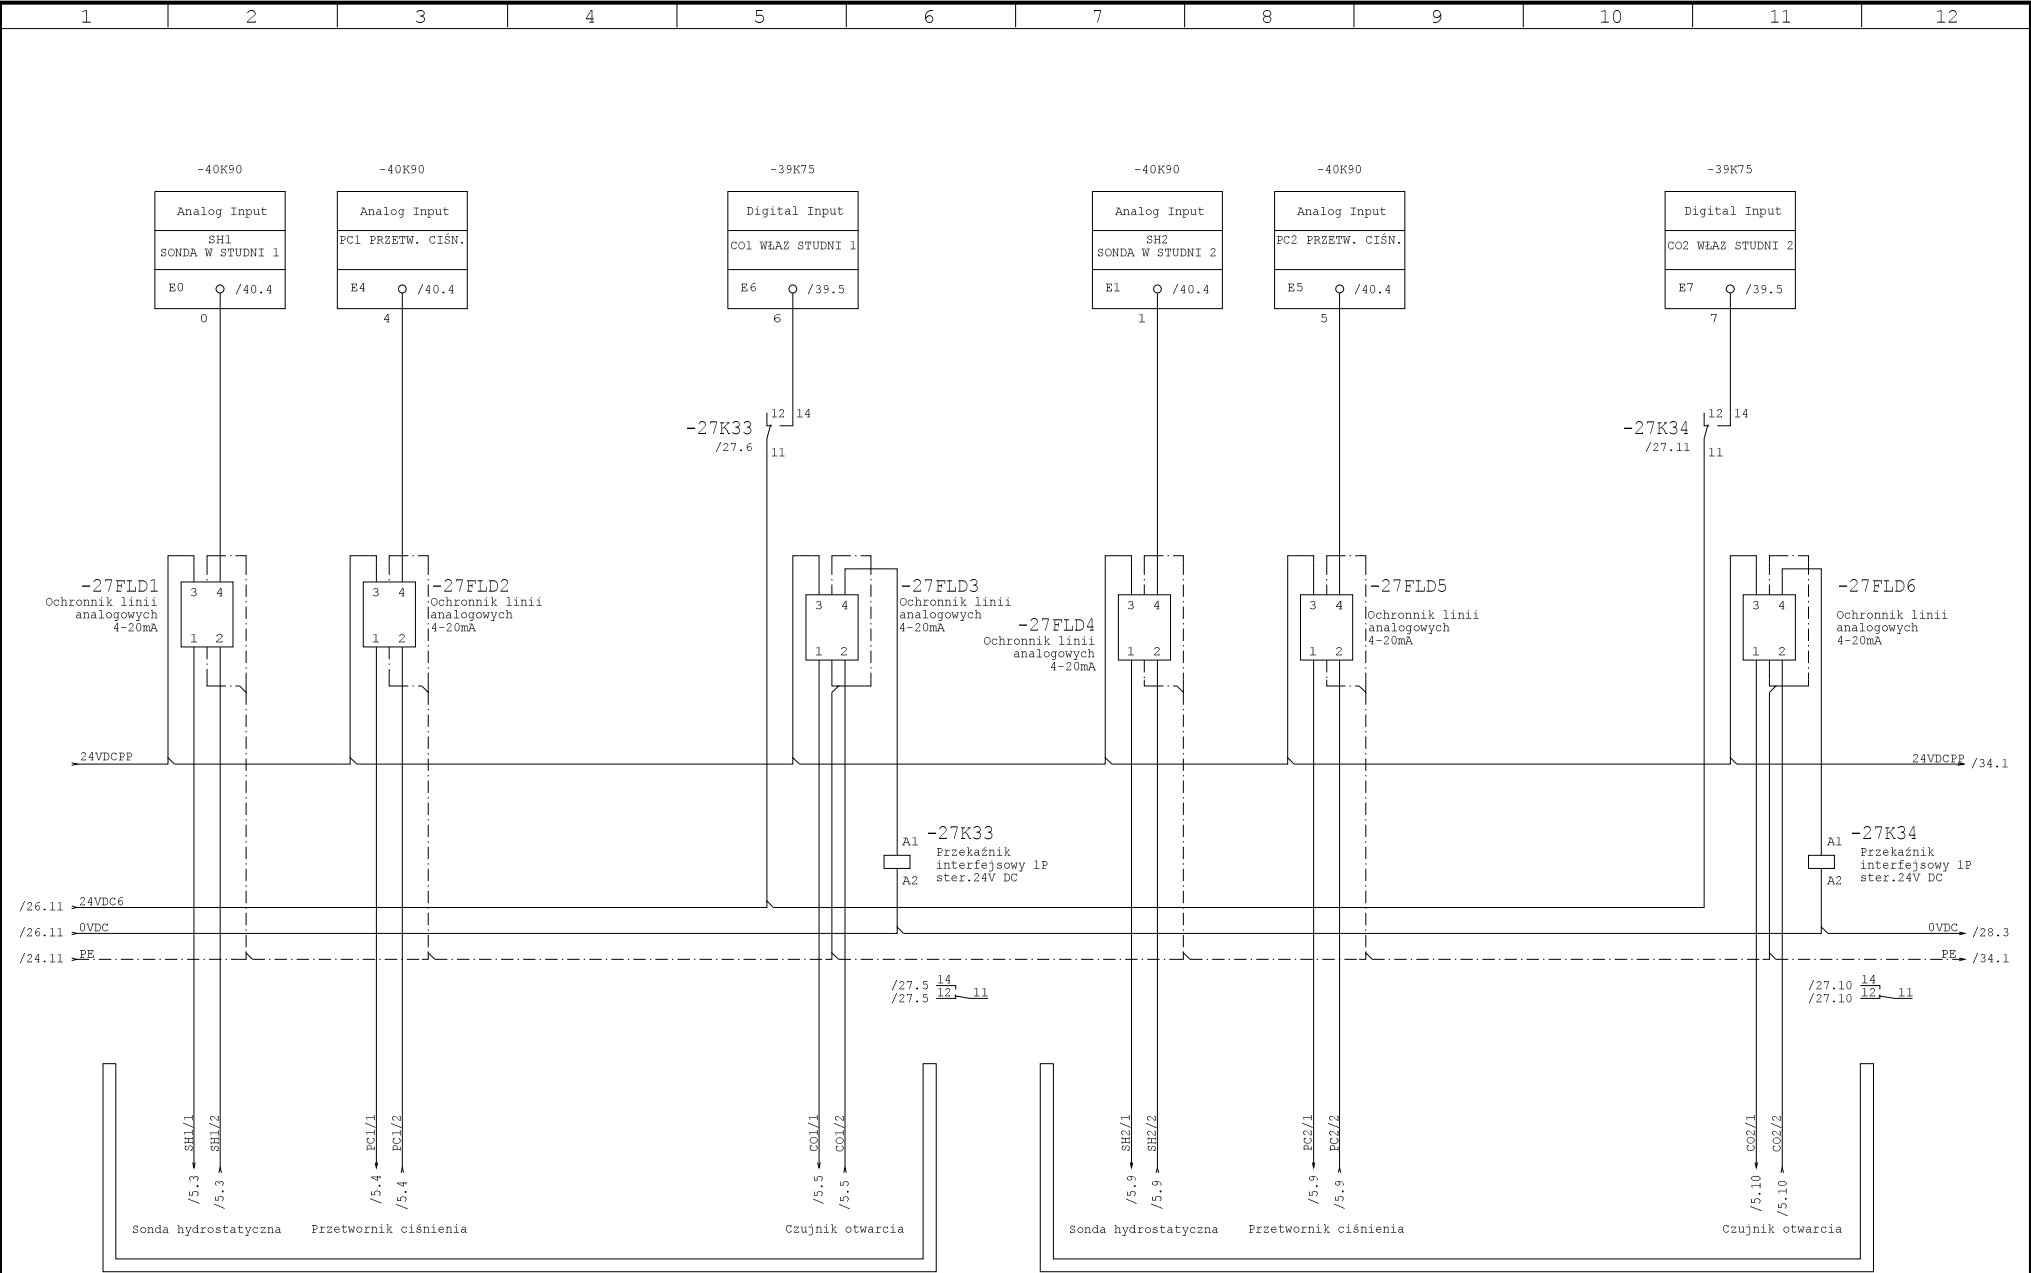 1 2 3 4 5 6 7 8 9 10 11 12
-40K90 -40K90 -39K75 -40K90 -40K90 -39K75
Analog Input Analog Input Digital Input Analog Input Analog Input Digital Input
SH1
SONDA W STUDNI 1
PC1 PRZETW. CIŚN.
CO1 WŁAZ STUDNI 1
SH2
SONDA W STUDNI 2
PC2 PRZETW. CIŚN.
CO2 WŁAZ STUDNI 2
E0 /40.4 E4 /40.4 E6 /39.5 E1 /40.4 E5 /40.4 E7 /39.5
0 4 6 1 5 7
12 14
-27K33
/27.6
11
12 14
-27K34
/27.11
11
-27FLD1
Ochronnik linii
analogowych
4-20mA
3 4
1 2
-27FLD2
Ochronnik linii
analogowych
4-20mA
3 4
1 2
-27FLD3
Ochronnik linii
analogowych
4-20mA
3 4
1 2
-27FLD4
Ochronnik linii
analogowych
4-20mA
3 4
1 2
-27FLD5
Ochronnik linii
analogowych
4-20mA
3 4
1 2
-27FLD6
Ochronnik linii
analogowych
4-20mA
3 4
1 2
24VDCPP 24VDCPP /34.1
A1 -27K33
Przekaźnik
interfejsowy 1P
ster.24V DC
A2
A1 -27K34
Przekaźnik
interfejsowy 1P
ster.24V DC
A2
/26.11 24VDC6
/26.11 0VDC 0VDC /28.3
/24.11 PE PE /34.1
/27.5 14
/27.5 12 11
/27.10 14
/27.10 12 11
SH1/1 SH1/2 PC1/1 PC1/2 CO1/1 CO1/2 SH2/1 SH2/2 PC2/1 PC2/2 CO2/1 CO2/2
/5.3 /5.3 /5.4 /5.4 /5.5 /5.5 /5.9 /5.9 /5.9 /5.9 /5.10 /5.10
Sonda hydrostatyczna Przetwornik ciśnienia Czujnik otwarcia Sonda hydrostatyczna Przetwornik ciśnienia Czujnik otwarcia